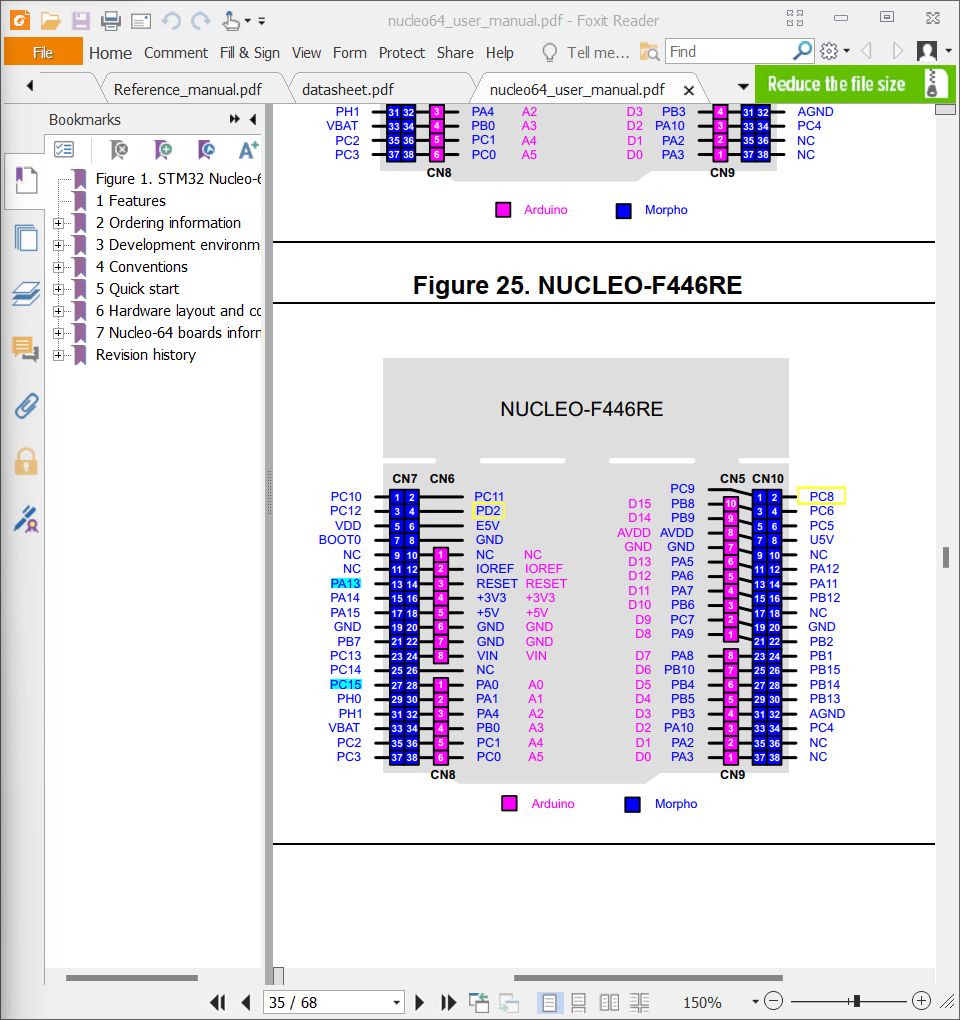 nucleo64_user_manual.pdf - Foxit Reader
File Home Comment Fill & Sign View Form Protect Share Help Tell me… Find
Reference_manual.pdf datasheet.pdf nucleo64_user_manual.pdf Reduce the file size
Bookmarks
Figure 1. STM32 Nucleo-6
1 Features
2 Ordering information
3 Development environm
4 Conventions
5 Quick start
6 Hardware layout and co
7 Nucleo-64 boards inforr
Revision history
PH1 31 32 3 PA4 A2 D3 PB3 4 31 32 AGND
VBAT 33 34 4 PB0 A3 D2 PA10 3 33 34 PC4
PC2 35 36 5 PC1 A4 D1 PA2 2 35 36 NC
PC3 37 38 6 PC0 A5 D0 PA3 1 37 38 NC
CN8 CN9
Arduino Morpho
Figure 25. NUCLEO-F446RE
NUCLEO-F446RE
CN7 CN6 CN5 CN10
PC9
PC10 1 2 PC11 1 2 PC8
PC12 3 4 PD2 D15 PB8 10 3 4 PC6
VDD 5 6 E5V D14 PB9 9 5 6 PC5
BOOT0 7 8 GND AVDD AVDD 8 7 8 U5V
NC 9 10 1 NC NC GND GND 7 9 10 NC
NC 11 12 2 IOREF IOREF D13 PA5 6 11 12 PA12
PA13 13 14 3 RESET RESET D12 PA6 5 13 14 PA11
PA14 15 16 4 +3V3 +3V3 D11 PA7 4 15 16 PB12
PA15 17 18 5 +5V +5V D10 PB6 3 17 18 NC
GND 19 20 6 GND GND D9 PC7 2 19 20 GND
PB7 21 22 7 GND GND D8 PA9 1 21 22 PB2
PC13 23 24 8 VIN VIN D7 PA8 8 23 24 PB1
PC14 25 26 NC D6 PB10 7 25 26 PB15
PC15 27 28 1 PA0 A0 D5 PB4 6 27 28 PB14
PH0 29 30 2 PA1 A1 D4 PB5 5 29 30 PB13
PH1 31 32 3 PA4 A2 D3 PB3 4 31 32 AGND
VBAT 33 34 4 PB0 A3 D2 PA10 3 33 34 PC4
PC2 35 36 5 PC1 A4 D1 PA2 2 35 36 NC
PC3 37 38 6 PC0 A5 D0 PA3 1 37 38 NC
CN8 CN9
Arduino Morpho
35 / 68 150%